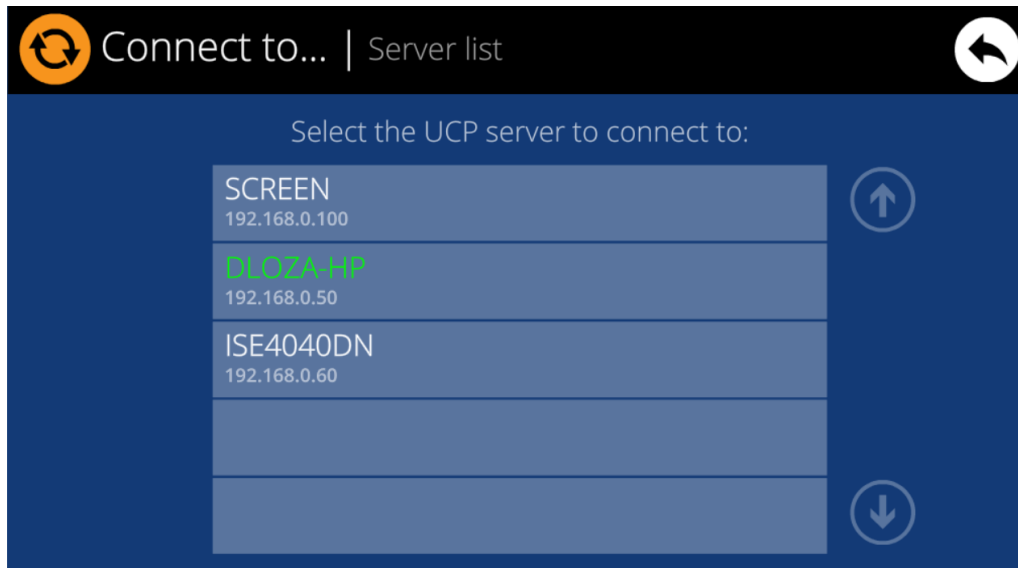 Connect to... | Server list
Select the UCP server to connect to:
SCREEN
192.168.0.100
DLOZA-HP
192.168.0.50
ISE4040DN
192.168.0.60